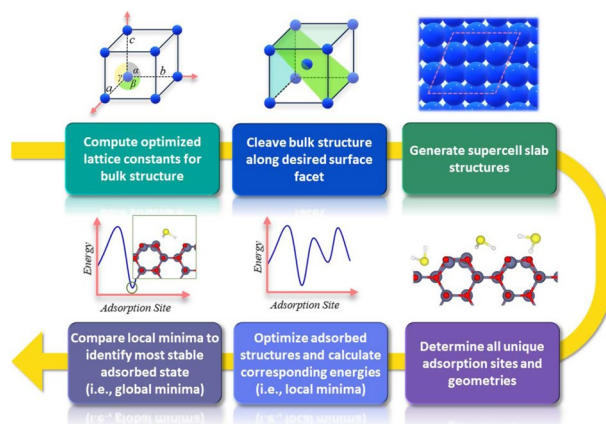 c
α
γ
b
β
a
Compute optimized
lattice constants for
bulk structure
Cleave bulk structure
along desired surface
facet
Generate supercell slab
structures
Energy
Adsorption Site
Energy
Adsorption Site
Compare local minima to
identify most stable
adsorbed state
(i.e., global minima)
Optimize adsorbed
structures and calculate
corresponding energies
(i.e., local minima)
Determine all unique
adsorption sites and
geometries